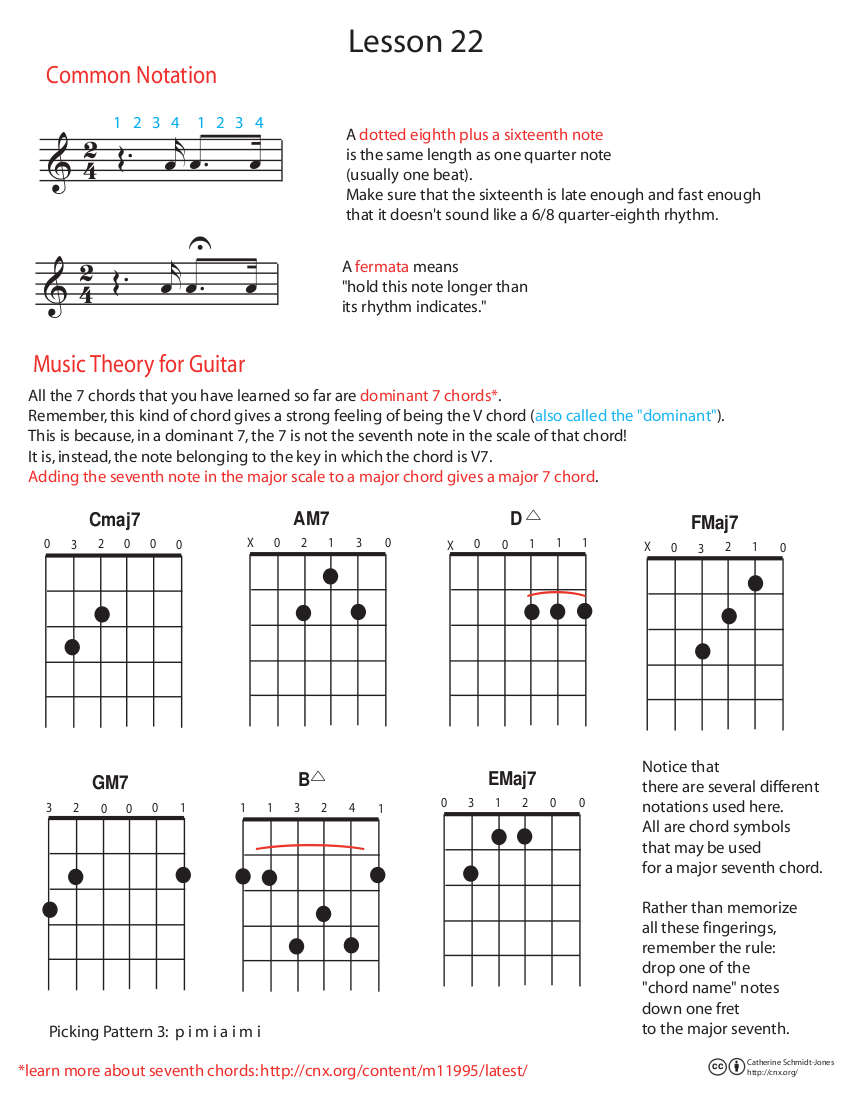 Lesson 22
Common Notation
1 2 3 4 1 2 3 4
2
4
A dotted eighth plus a sixteenth note
is the same length as one quarter note
(usually one beat).
Make sure that the sixteenth is late enough and fast enough
that it doesn't sound like a 6/8 quarter-eighth rhythm.
2
4
A fermata means
"hold this note longer than
its rhythm indicates."
Music Theory for Guitar
All the 7 chords that you have learned so far are dominant 7 chords*.
Remember, this kind of chord gives a strong feeling of being the V chord (also called the "dominant").
This is because, in a dominant 7, the 7 is not the seventh note in the scale of that chord!
It is, instead, the note belonging to the key in which the chord is V7.
Adding the seventh note in the major scale to a major chord gives a major 7 chord.
Cmaj7
0 3 2 0 0 0
AM7
X 0 2 1 3 0
D△
X 0 0 1 1 1
FMaj7
X 0 3 2 1 0
GM7
3 2 0 0 0 1
B△
1 1 3 2 4 1
EMaj7
0 3 1 2 0 0
Notice that
there are several different
notations used here.
All are chord symbols
that may be used
for a major seventh chord.
Rather than memorize
all these fingerings,
remember the rule:
drop one of the
"chord name" notes
down one fret
to the major seventh.
Picking Pattern 3: p i m i a i m i
*learn more about seventh chords: http://cnx.org/content/m11995/latest/
cc
Catherine Schmidt-Jones
http://cnx.org/